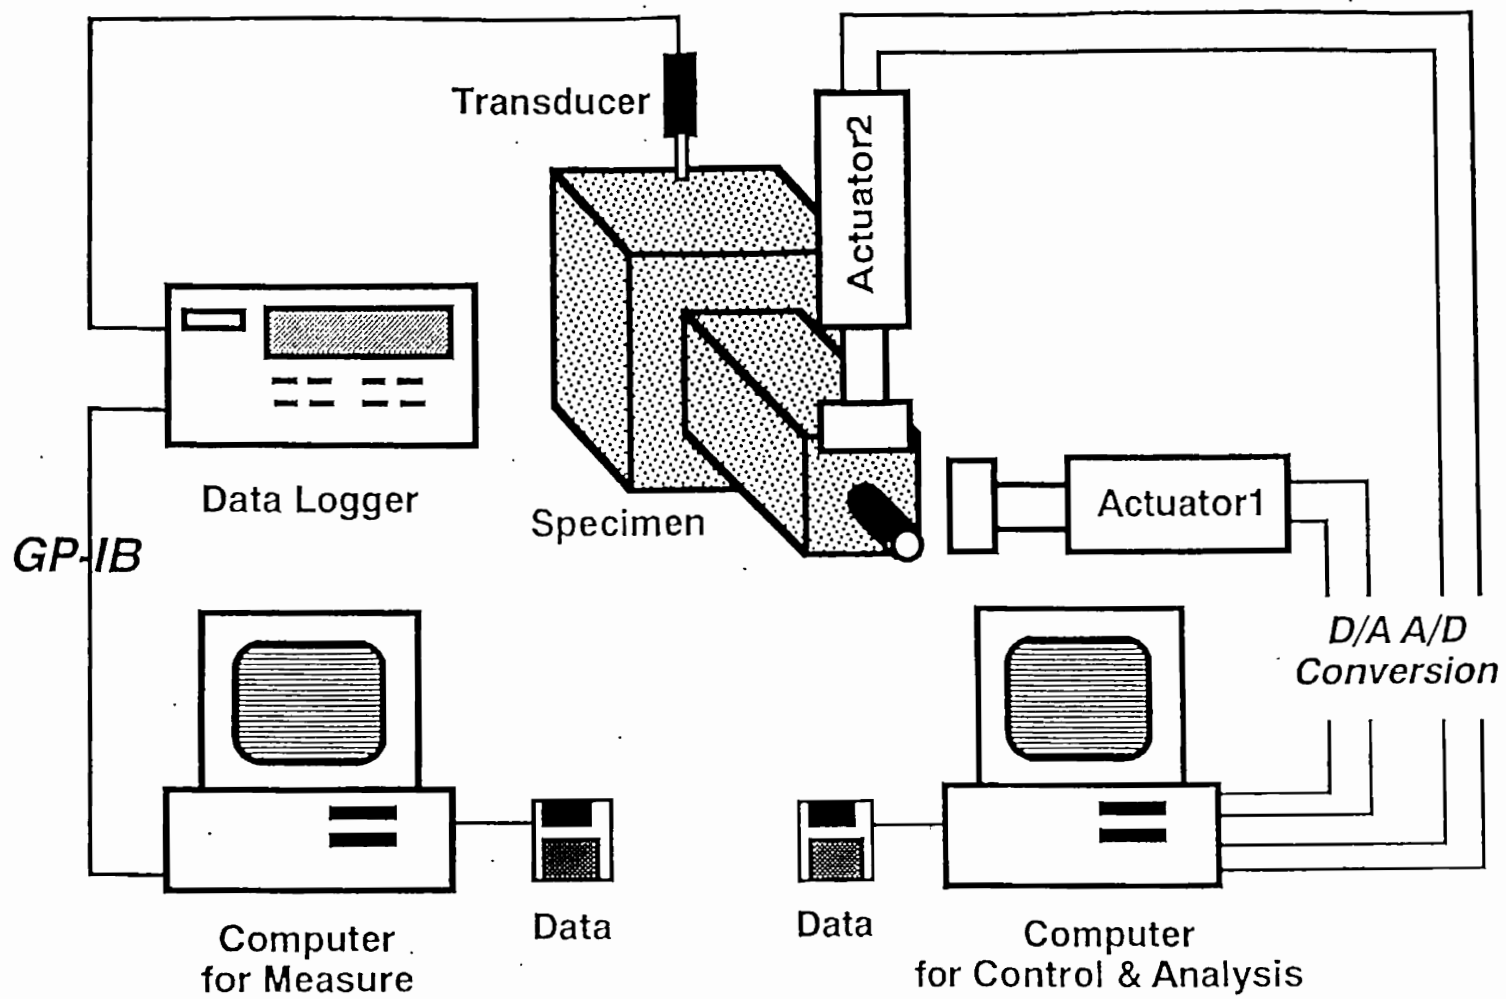 Transducer
Actuator2
Data Logger
Specimen
Actuator1
GP-IB
D/A A/D
Conversion
Data
Data
Computer
for Measure
Computer
for Control & Analysis